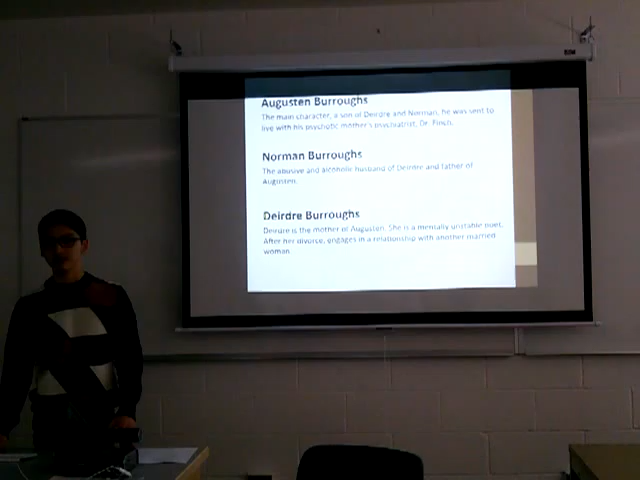 Augusten Burroughs
The main character, a son of Deirdre and Norman, he was sent to
live with his psychotic mother's psychiatrist, Dr. Finch.
Norman Burroughs
The abusive and alcoholic husband of Deirdre and father of
Augusten.
Deirdre Burroughs
Deirdre is the mother of Augusten. She is a mentally unstable poet.
After her divorce, engages in a relationship with another married
woman.